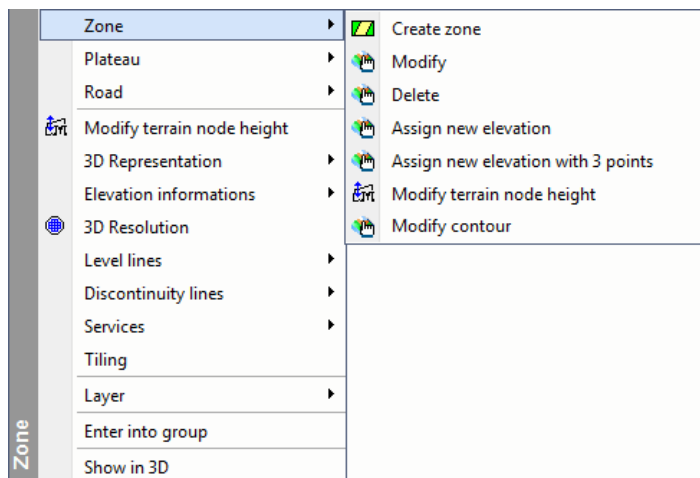 Zone
Plateau
Road
Modify terrain node height
3D Representation
Elevation informations
3D Resolution
Level lines
Discontinuity lines
Services
Tiling
Layer
Enter into group
Show in 3D
Zone
Create zone
Modify
Delete
Assign new elevation
Assign new elevation with 3 points
Modify terrain node height
Modify contour